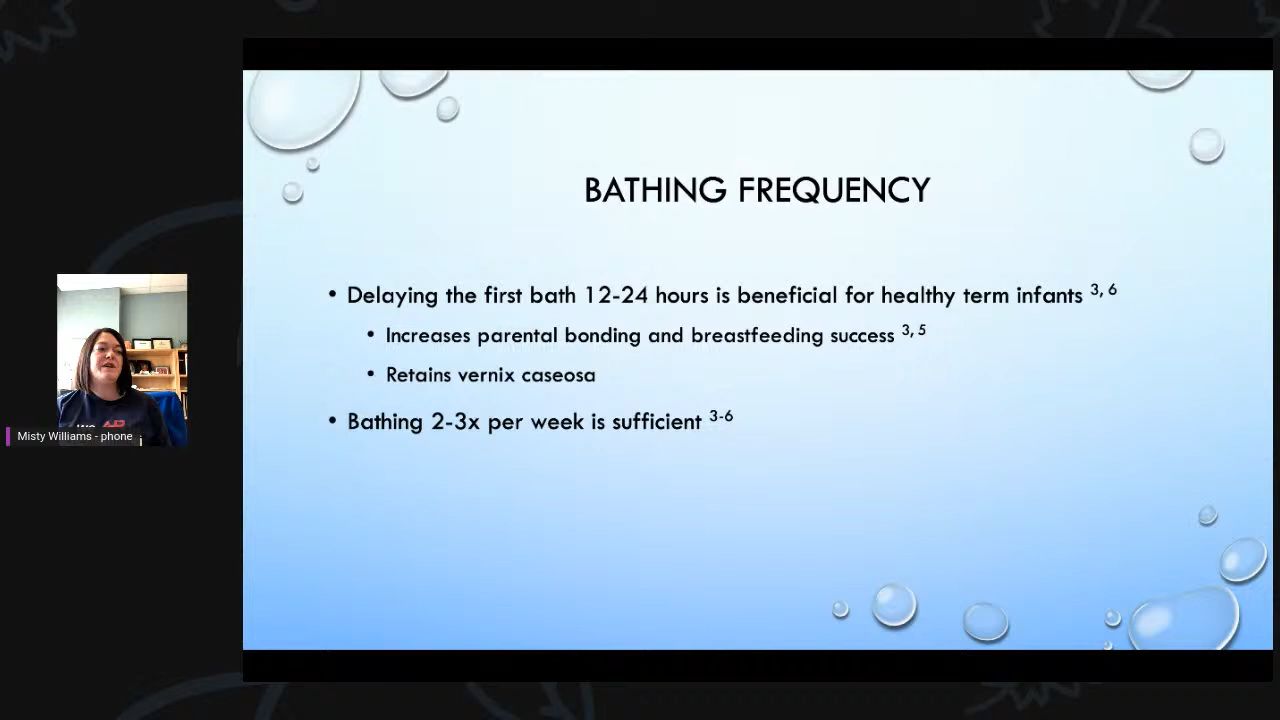 BATHING FREQUENCY
• Delaying the first bath 12-24 hours is beneficial for healthy term infants 3, 6
• Increases parental bonding and breastfeeding success 3, 5
• Retains vernix caseosa
• Bathing 2-3x per week is sufficient 3-6
Misty Williams - phone